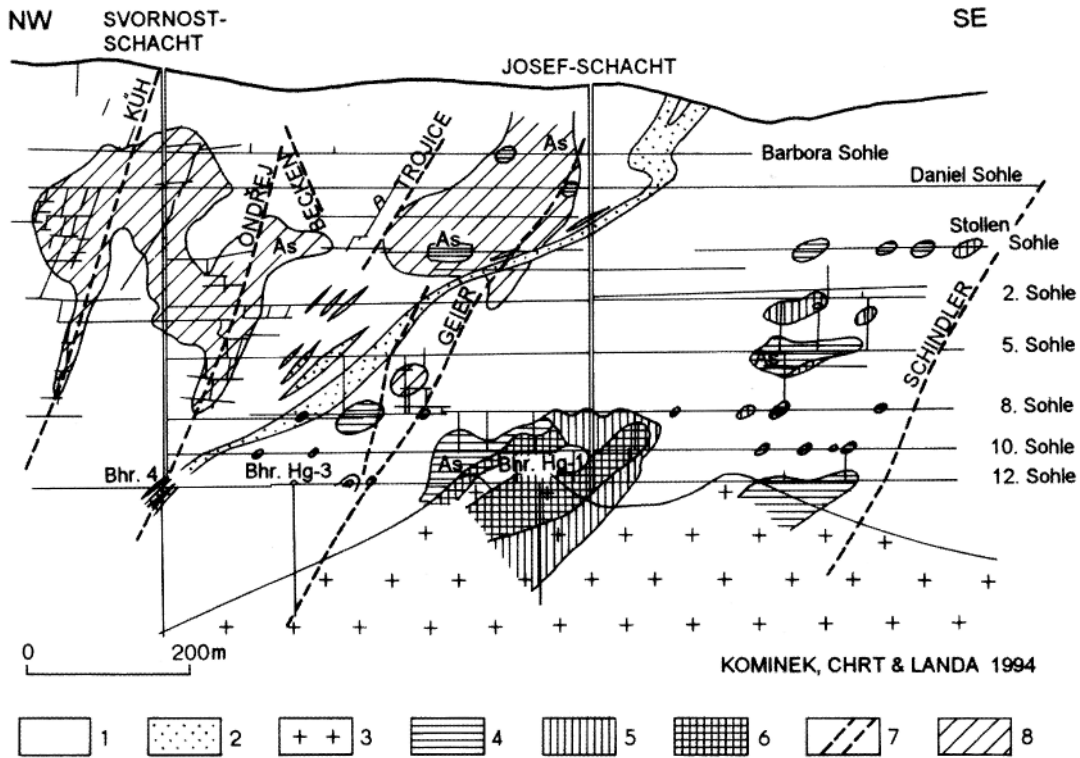 NW
SVORNOST-
SCHACHT
SE
JOSEF-SCHACHT
KÜH
ONDŘEJ
BECKEN
TROJICE
As
Barbora Sohle
Daniel Sohle
Stollen
Sohle
As
As
2. Sohle
GEIER
SCHINDLER
5. Sohle
As
8. Sohle
10. Sohle
As
Bhr. Hg-1
Bhr. 4
Bhr. Hg-3
12. Sohle
0 200m
KOMINEK, CHRT & LANDA 1994
1 2 3 4 5 6 7 8